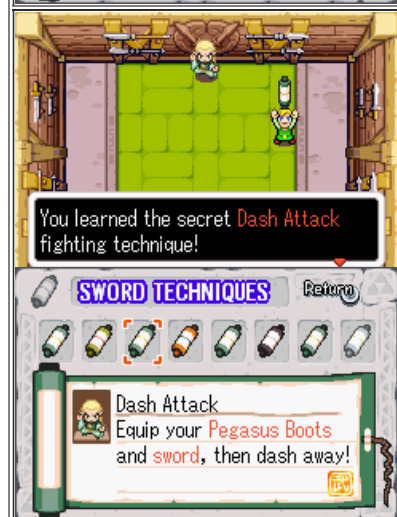 You learned the secret Dash Attack
fighting technique!
SWORD TECHNIQUES
Return
Dash Attack
Equip your Pegasus Boots
and sword, then dash away!
武